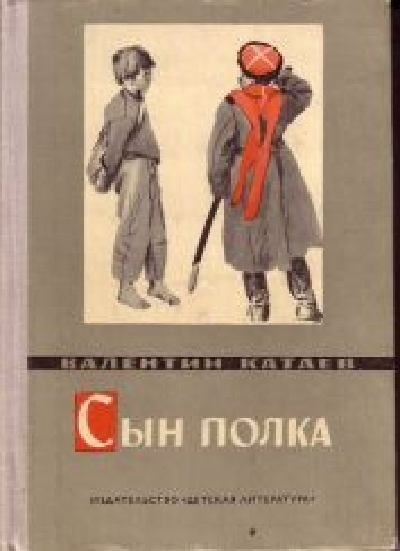 ВАЛЕНТИН КАТАЕВ
СЫН ПОЛКА
ИЗДАТЕЛЬСТВО «ДЕТСКАЯ ЛИТЕРАТУРА»